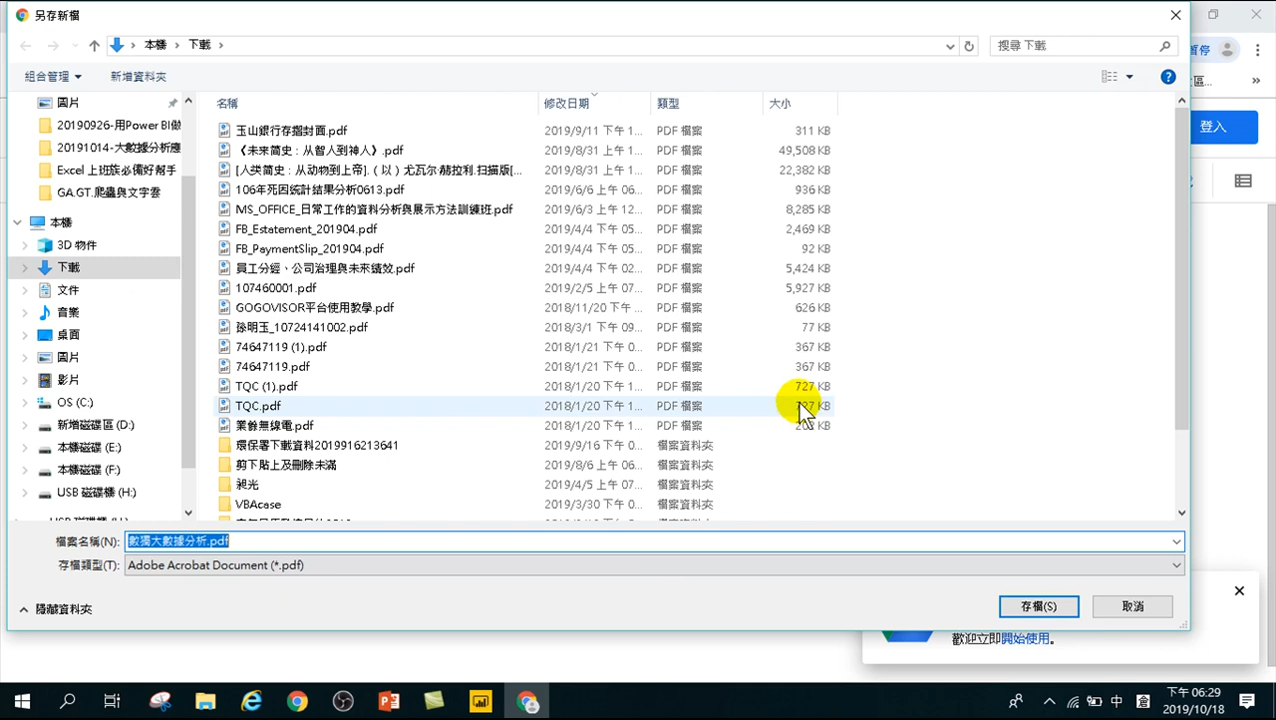 另存新檔
本機 > 下載 >
搜尋 下載
組合管理
新增資料夾
暫停
名稱 修改日期 類型 大小
圖片
20190926-用Power BI做
20191014-大數據分析應
Excel 上班族必備好幫手
GA.GT.爬蟲與文字雲
本機
3D 物件
下載
文件
音樂
桌面
圖片
影片
OS (C:)
新增磁碟區 (D:)
本機磁碟 (E:)
本機磁碟 (F:)
USB 磁碟機 (H:)
玉山銀行存摺封面.pdf 2019/9/11 下午 1... PDF 檔案 311 KB
《未來簡史：从智人到神人》.pdf 2019/8/31 上午 1... PDF 檔案 49,508 KB
[人类简史：从动物到上帝].（以）尤瓦尔·赫拉利.扫描版[... 2019/8/31 上午 1... PDF 檔案 22,382 KB
106年死因統計結果分析0613.pdf 2019/6/6 上午 06... PDF 檔案 936 KB
MS_OFFICE_日常工作的資料分析與展示方法訓練班.pdf 2019/6/3 上午 12... PDF 檔案 8,285 KB
FB_Estatement_201904.pdf 2019/4/4 下午 05... PDF 檔案 2,469 KB
FB_PaymentSlip_201904.pdf 2019/4/4 下午 05... PDF 檔案 92 KB
員工分經、公司治理與未來績效.pdf 2019/4/4 下午 02... PDF 檔案 5,424 KB
107460001.pdf 2019/2/5 上午 07... PDF 檔案 5,927 KB
GOGOVISOR平台使用教學.pdf 2018/11/20 下午 ... PDF 檔案 626 KB
孫明玉_10724141002.pdf 2018/3/1 下午 09... PDF 檔案 77 KB
74647119 (1).pdf 2018/1/21 下午 0... PDF 檔案 367 KB
74647119.pdf 2018/1/21 下午 0... PDF 檔案 367 KB
TQC (1).pdf 2018/1/20 下午 1... PDF 檔案 727 KB
TQC.pdf 2018/1/20 下午 1... PDF 檔案 KB
業餘無線電.pdf 2018/1/20 下午 1... PDF 檔案 KB
環保署下載資料2019916213641 2019/9/16 下午 0... 檔案資料夾
剪下貼上及刪除未滿 2019/8/6 上午 06... 檔案資料夾
昶光 2019/4/5 上午 07... 檔案資料夾
VBAcase 2019/3/30 下午 0... 檔案資料夾
檔案名稱(N): 數獨大數據分析.pdf
存檔類型(T): Adobe Acrobat Document (*.pdf)
隱藏資料夾
存檔(S)
取消
登入
歡迎立即開始使用。
中
倉
下午 06:29
2019/10/18